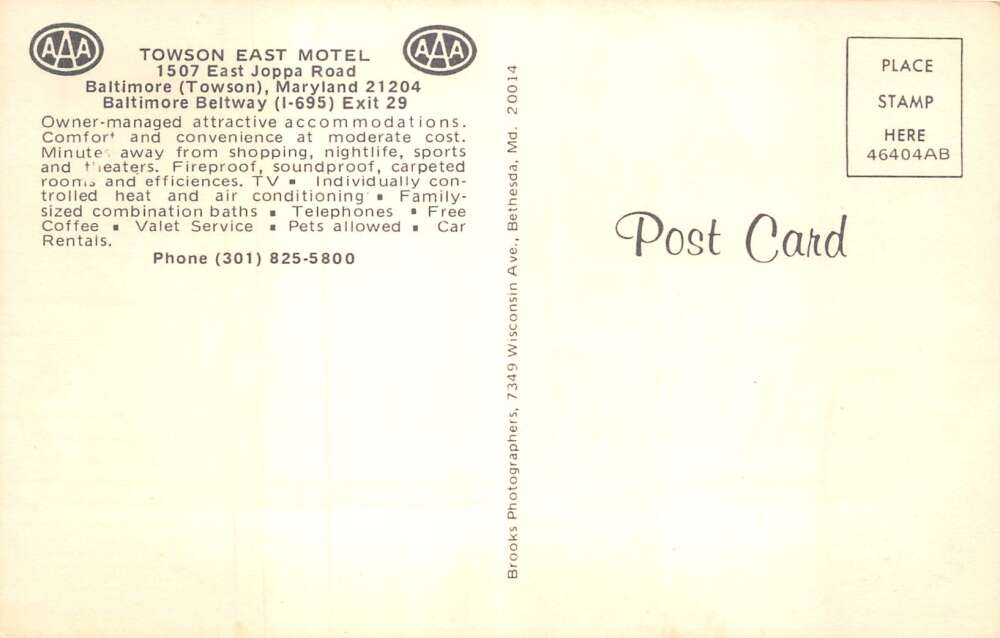 AAA
AAA
TOWSON EAST MOTEL
1507 East Joppa Road
Baltimore (Towson), Maryland 21204
Baltimore Beltway (I-695) Exit 29
Owner-managed attractive accommodations.
Comfort and convenience at moderate cost.
Minutes away from shopping, nightlife, sports
and theaters. Fireproof, soundproof, carpeted
rooms and efficiences. TV ▪ Individually con-
trolled heat and air conditioning ▪ Family-
sized combination baths ▪ Telephones ▪ Free
Coffee ▪ Valet Service ▪ Pets allowed ▪ Car
Rentals.
Phone (301) 825-5800
Brooks Photographers, 7349 Wisconsin Ave., Bethesda, Md. 20014
PLACE
STAMP
HERE
46404AB
Post Card